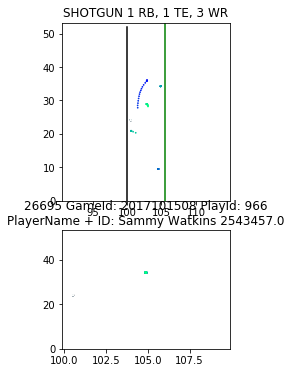 SHOTGUN 1 RB, 1 TE, 3 WR
50
40
30
20
10
0
95 100 105 110
26695 GameId: 2017101508 PlayId: 966
PlayerName + ID: Sammy Watkins 2543457.0
40
20
0
100.0 102.5 105.0 107.5